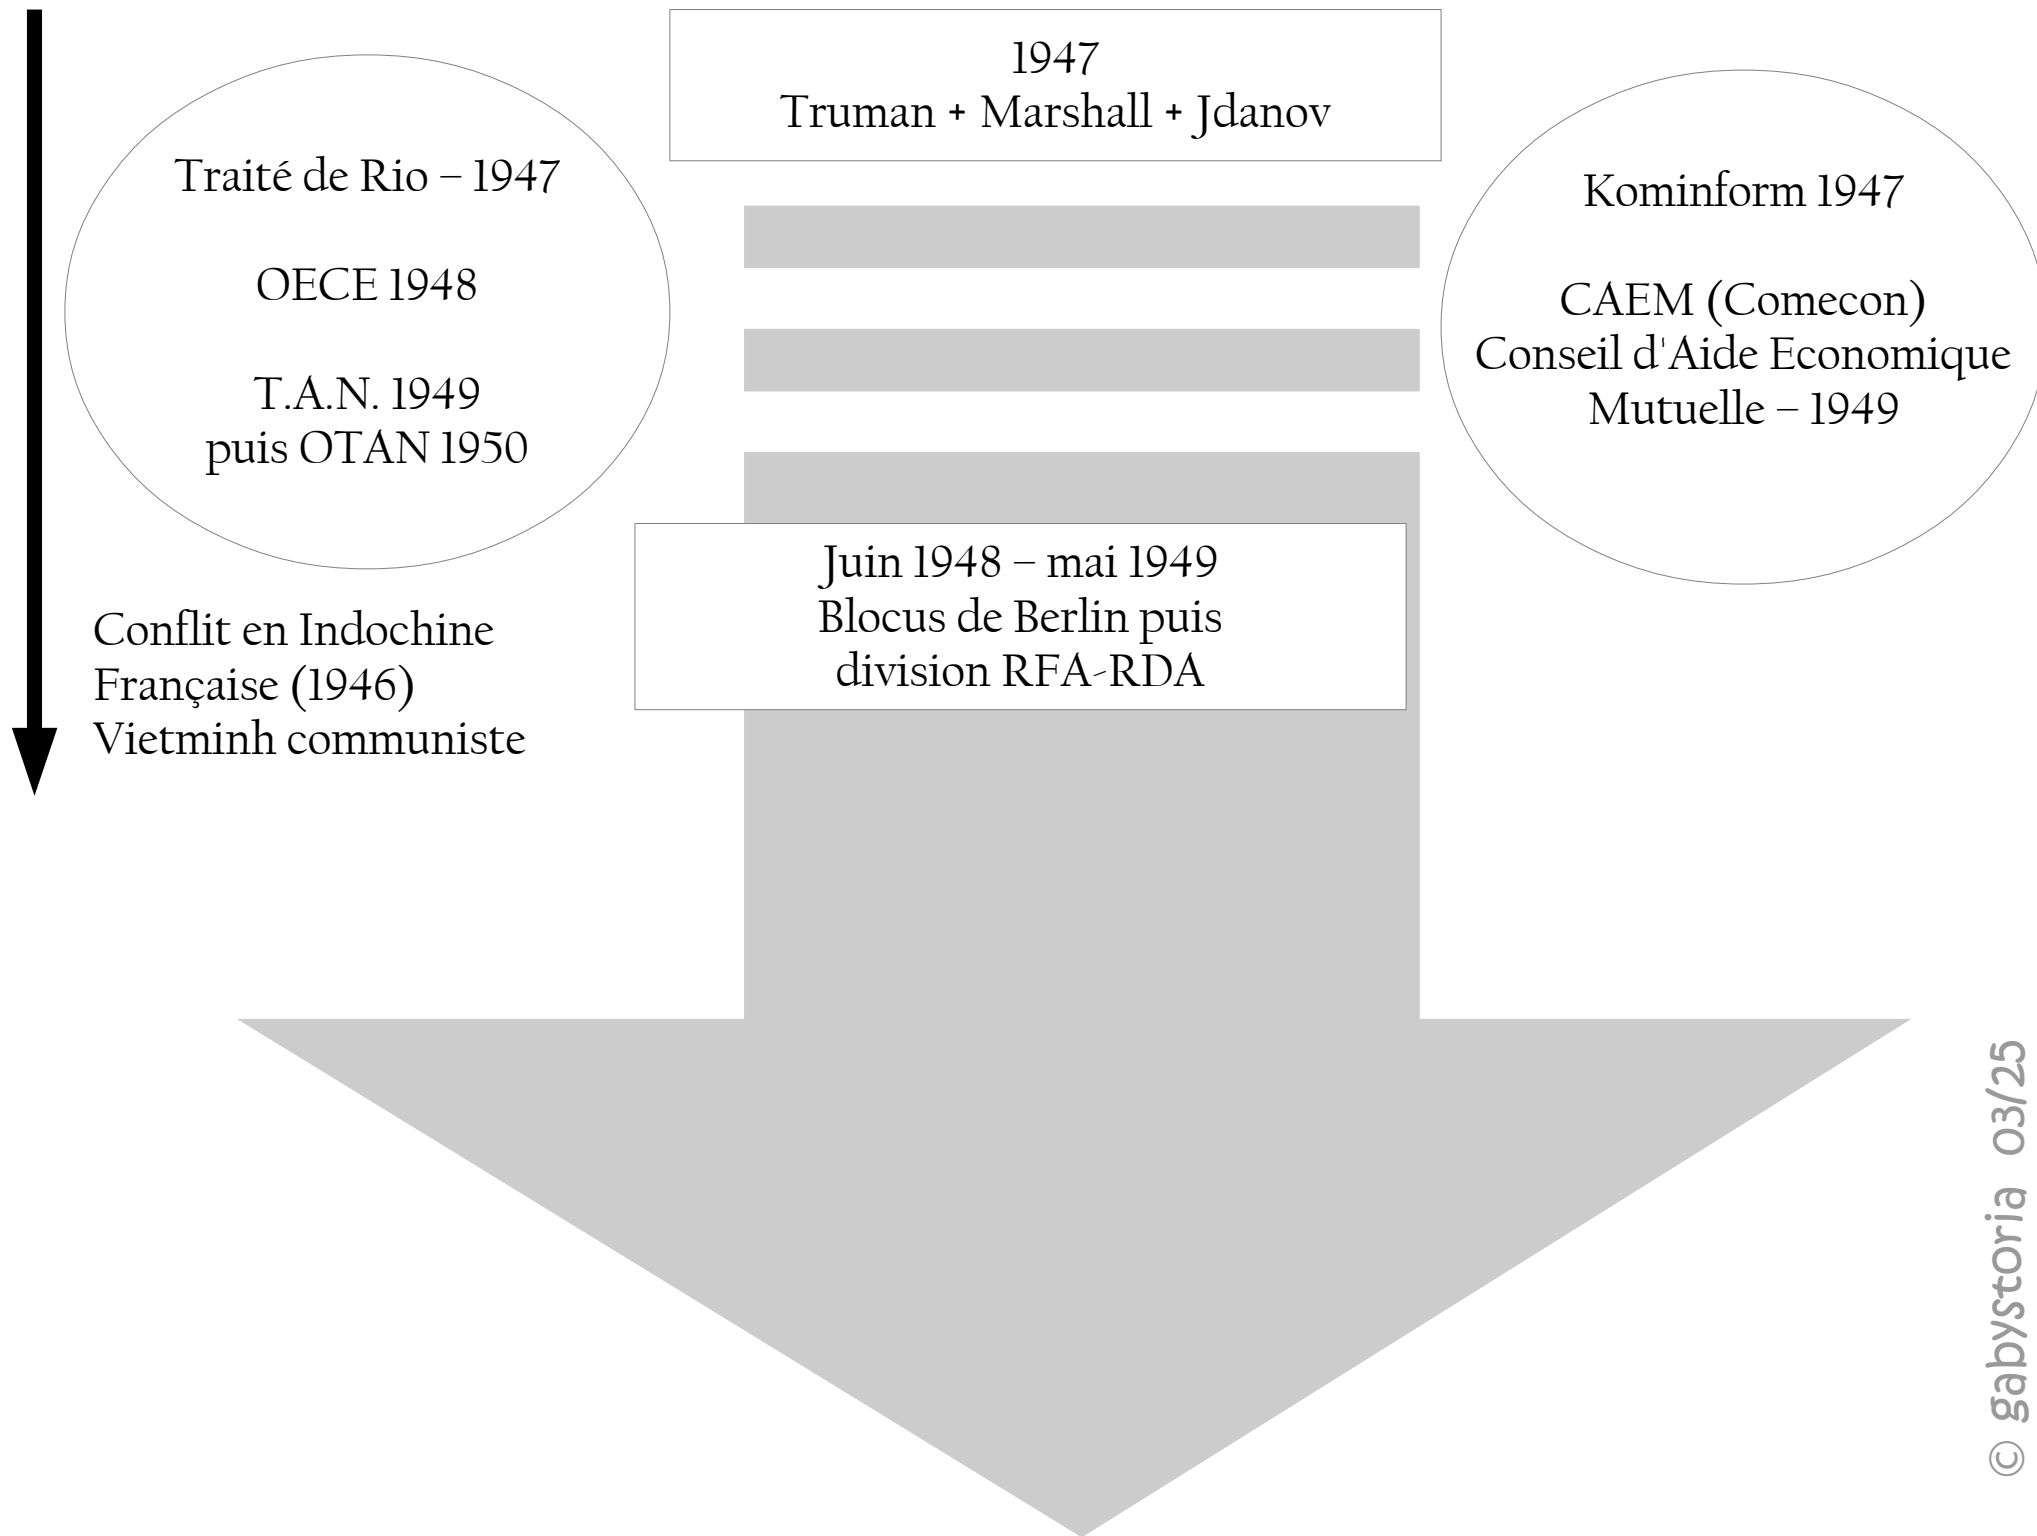 1947
Truman + Marshall + Jdanov
Traité de Rio – 1947
OECE 1948
T.A.N. 1949
puis OTAN 1950
Kominform 1947
CAEM (Comecon)
Conseil d'Aide Economique
Mutuelle – 1949
Juin 1948 – mai 1949
Blocus de Berlin puis
division RFA-RDA
Conflit en Indochine
Française (1946)
Vietminh communiste
© gabystoria 03/25